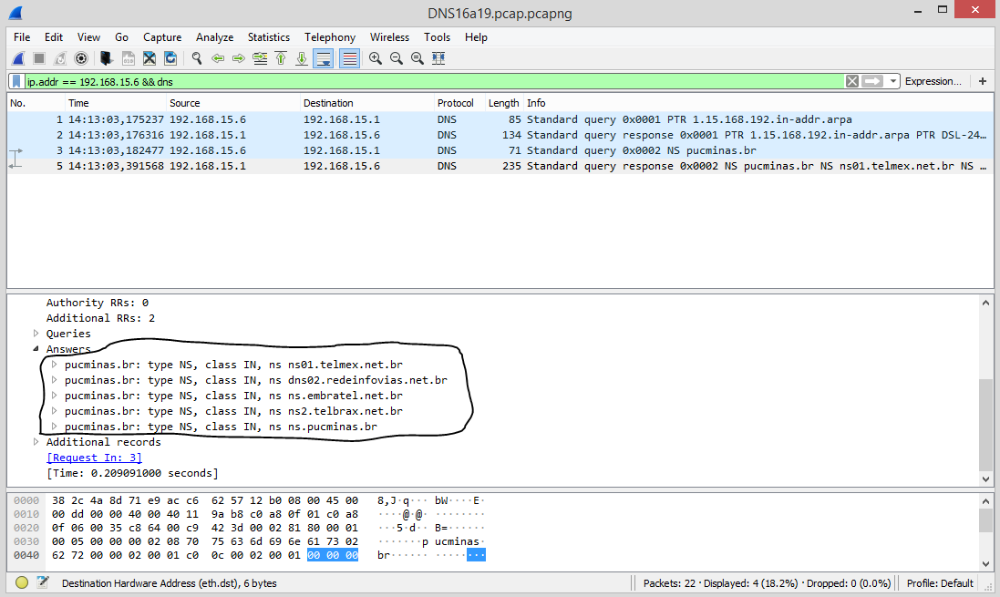 DNS16a19.pcap.pcapng
File Edit View Go Capture Analyze Statistics Telephony Wireless Tools Help
ip.addr == 192.168.15.6 && dns Expression... +
No. Time Source Destination Protocol Length Info
1 14:13:03,175237 192.168.15.6 192.168.15.1 DNS 85 Standard query 0x0001 PTR 1.15.168.192.in-addr.arpa
2 14:13:03,176316 192.168.15.1 192.168.15.6 DNS 134 Standard query response 0x0001 PTR 1.15.168.192.in-addr.arpa PTR DSL-24…
3 14:13:03,182477 192.168.15.6 192.168.15.1 DNS 71 Standard query 0x0002 NS pucminas.br
5 14:13:03,391568 192.168.15.1 192.168.15.6 DNS 235 Standard query response 0x0002 NS pucminas.br NS ns01.telmex.net.br NS …
Authority RRs: 0
Additional RRs: 2
Queries
Answers
pucminas.br: type NS, class IN, ns ns01.telmex.net.br
pucminas.br: type NS, class IN, ns dns02.redeinfovias.net.br
pucminas.br: type NS, class IN, ns ns.embratel.net.br
pucminas.br: type NS, class IN, ns ns2.telbrax.net.br
pucminas.br: type NS, class IN, ns ns.pucminas.br
Additional records
[Request In: 3]
[Time: 0.209091000 seconds]
0000 38 2c 4a 8d 71 e9 ac c6 62 57 12 b0 08 00 45 00 8,J·q··· bW····E·
0010 00 dd 00 00 40 00 40 11 9a b8 c0 a8 0f 01 c0 a8 ····@·@· ········
0020 0f 06 00 35 c8 64 00 c9 42 3d 00 02 81 80 00 01 ···5·d·· B=······
0030 00 05 00 00 00 02 08 70 75 63 6d 69 6e 61 73 02 ·······p ucminas·
0040 62 72 00 00 02 00 01 c0 0c 00 02 00 01 00 00 00 br······ ········
Destination Hardware Address (eth.dst), 6 bytes Packets: 22 · Displayed: 4 (18.2%) · Dropped: 0 (0.0%) Profile: Default